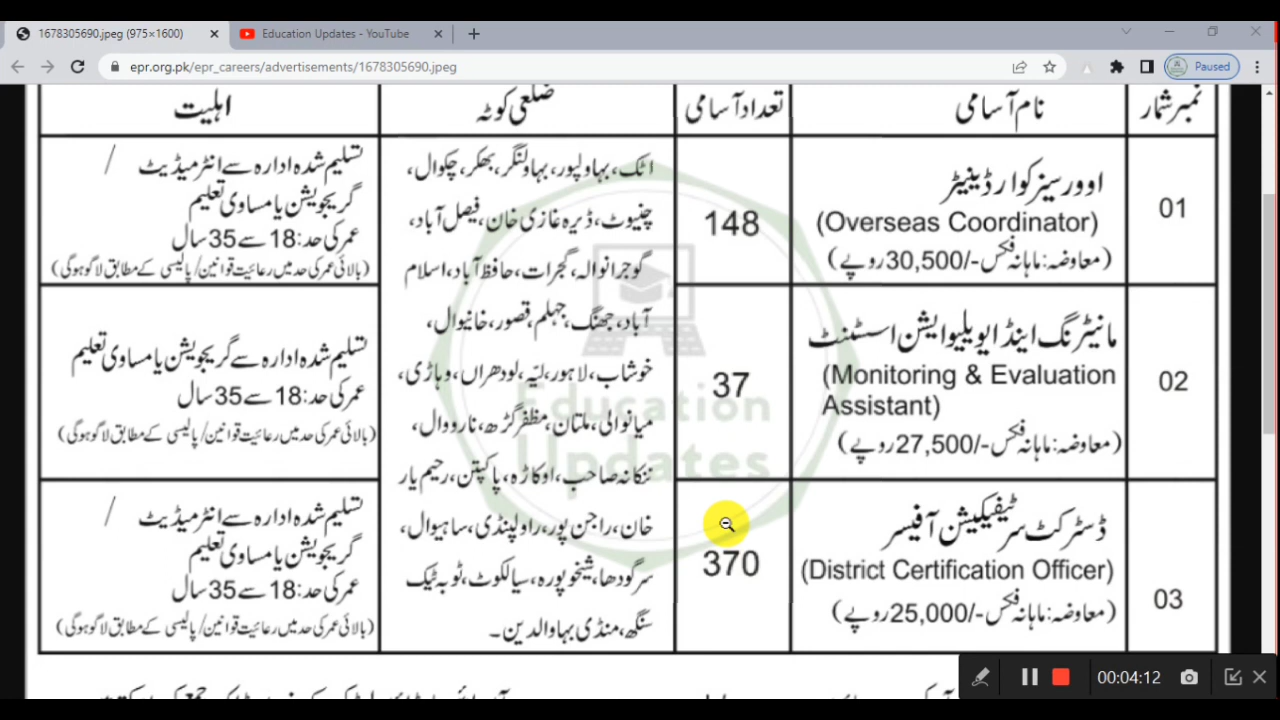 1678305690.jpeg (975×1600)
Education Updates - YouTube
epr.org.pk/epr_careers/advertisements/1678305690.jpeg
Paused
نمبر شمار
نام آسامی
تعداد آسامی
ضلعی کوٹہ
اہلیت
01
اوورسیز کوارڈینیٹر
(Overseas Coordinator)
(معاوضہ: ماہانہ فکس -/30,500 روپے)
148
تسلیم شدہ ادارہ سے انٹرمیڈیٹ /
گریجویشن یا مساوی تعلیم
عمر کی حد: 18 سے 35 سال
(بالائی عمر کی حد میں رعائیت قوانین/ پالیسی کے مطابق لاگو ہوگی)
02
مانیٹرنگ اینڈ ایویلیوایشن اسسٹنٹ
(Monitoring & Evaluation
Assistant)
(معاوضہ: ماہانہ فکس -/27,500 روپے)
37
تسلیم شدہ ادارہ سے گریجویشن یا مساوی تعلیم
عمر کی حد: 18 سے 35 سال
(بالائی عمر کی حد میں رعائیت قوانین/ پالیسی کے مطابق لاگو ہوگی)
03
ڈسٹرکٹ سرٹیفیکیشن آفیسر
(District Certification Officer)
(معاوضہ: ماہانہ فکس -/25,000 روپے)
370
تسلیم شدہ ادارہ سے انٹرمیڈیٹ /
گریجویشن یا مساوی تعلیم
عمر کی حد: 18 سے 35 سال
(بالائی عمر کی حد میں رعائیت قوانین/ پالیسی کے مطابق لاگو ہوگی)
اٹک، بہاولپور، بہاولنگر، بھکر، چکوال،
چنیوٹ، ڈیرہ غازی خان، فیصل آباد،
گوجرانوالہ، گجرات، حافظ آباد، اسلام
آباد، جھنگ، جہلم، قصور، خانیوال،
خوشاب، لاہور، لیّہ، لودھراں، وہاڑی،
میانوالی، ملتان، مظفر گڑھ، نارووال،
ننکانہ صاحب، اوکاڑہ، پاکپتن، رحیم یار
خان، راجن پور، راولپنڈی، ساہیوال،
سرگودھا، شیخوپورہ، سیالکوٹ، ٹوبہ ٹیک
سنگھ، منڈی بہاوالدین۔
Education
Updates
00:04:12